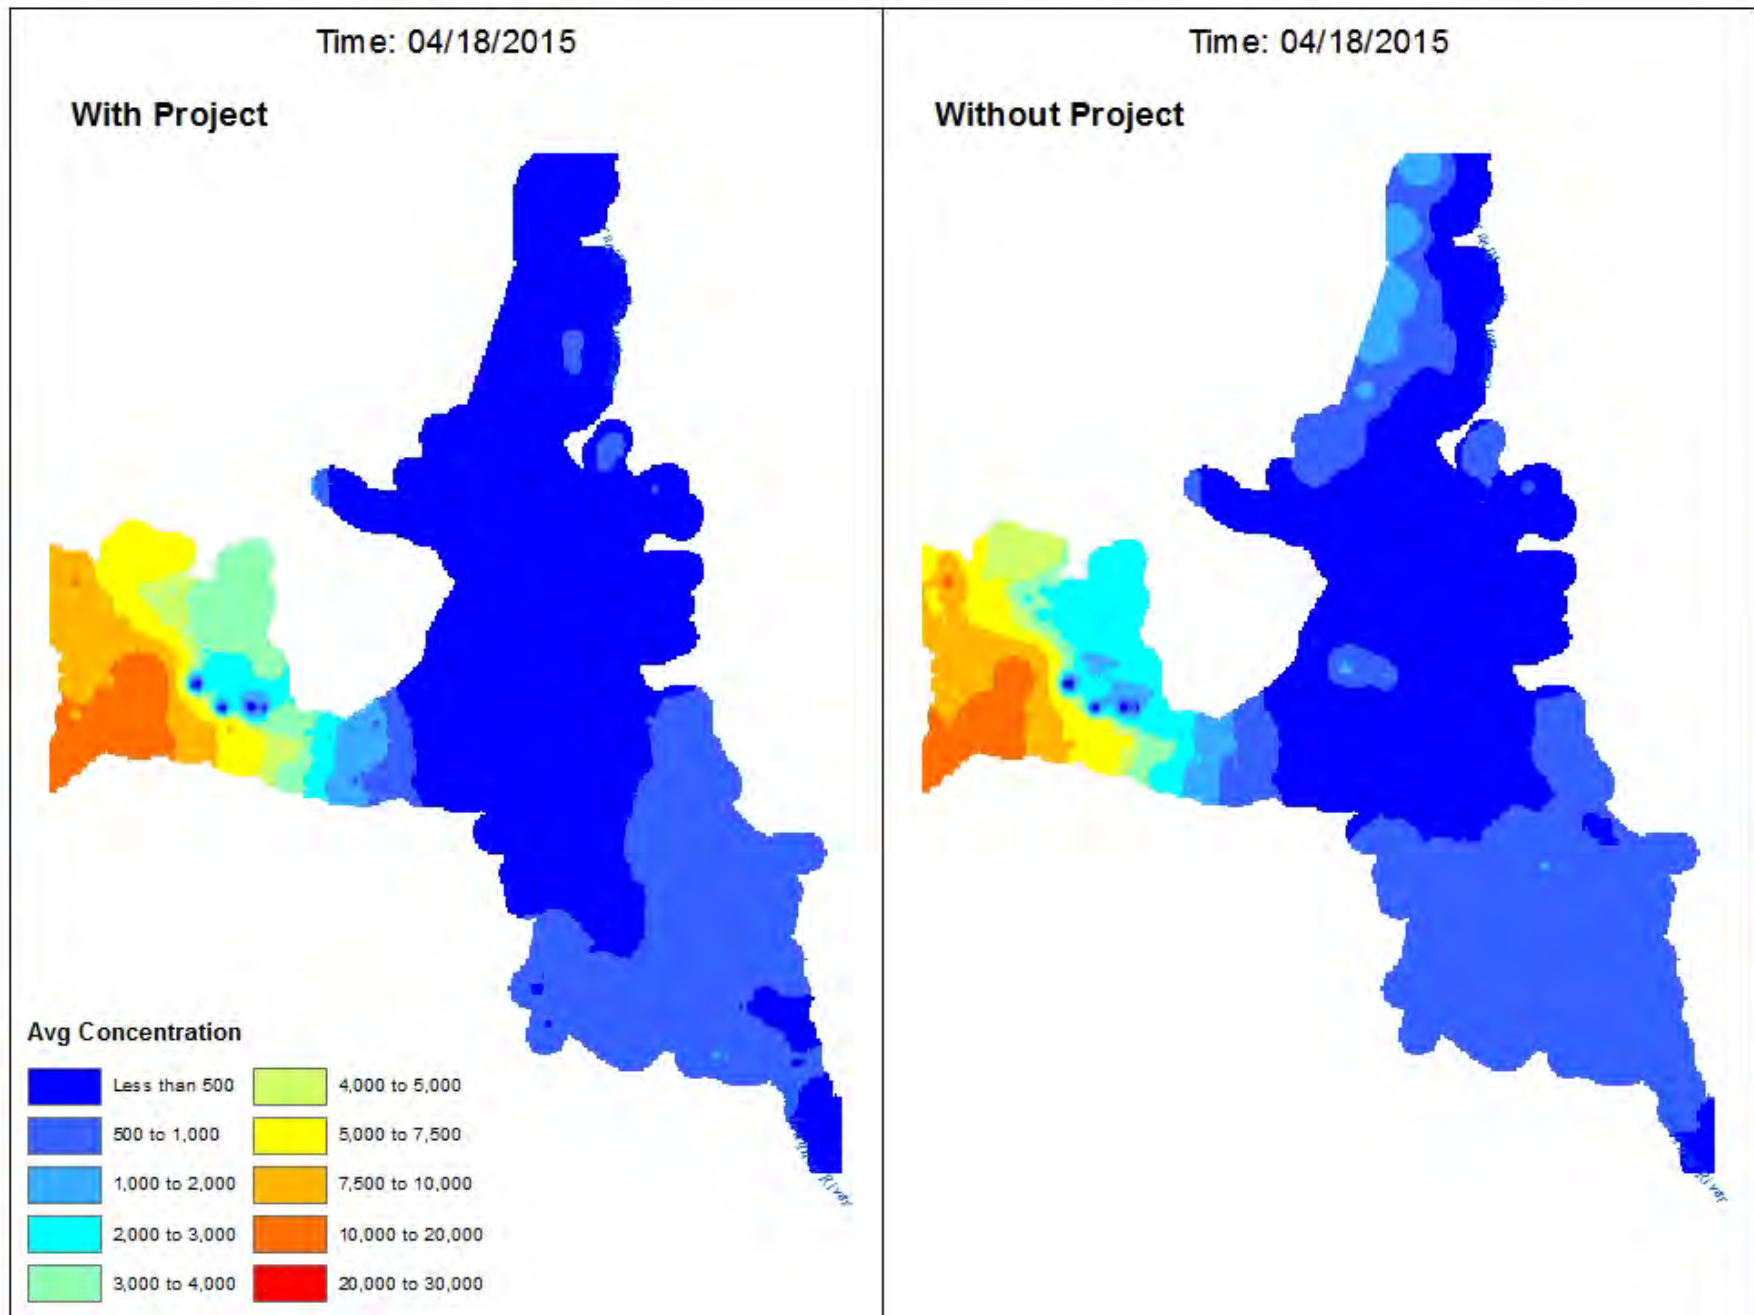 Time: 04/18/2015
With Project
Time: 04/18/2015
Without Project
Avg Concentration
Less than 500
500 to 1,000
1,000 to 2,000
2,000 to 3,000
3,000 to 4,000
4,000 to 5,000
5,000 to 7,500
7,500 to 10,000
10,000 to 20,000
20,000 to 30,000
River
River